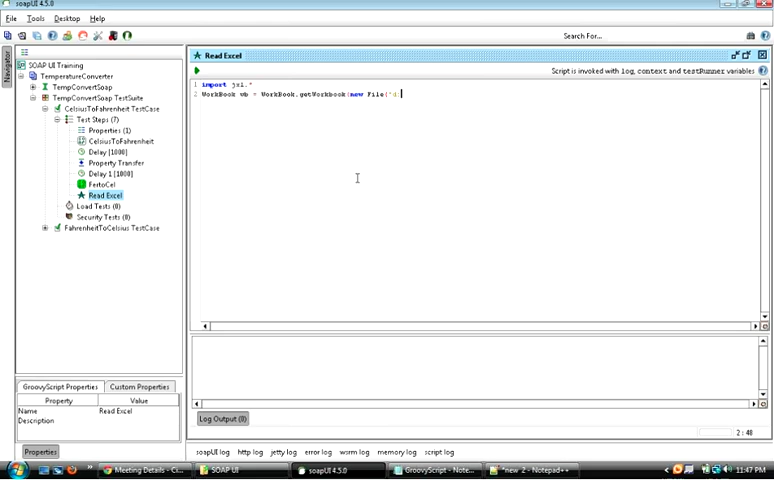 soapUI 4.5.0
File Tools Desktop Help
Search For...
Navigator
SOAP UI Training
TemperatureConverter
TempConvertSoap
TempConvertSoap TestSuite
CelsiusToFahrenheit TestCase
Test Steps (7)
Properties (1)
CelsiusToFahrenheit
Delay [1000]
Property Transfer
Delay 1 [1000]
FertoCel
Read Excel
Load Tests (0)
Security Tests (0)
FahrenheitToCelsius TestCase
Read Excel
Script is invoked with log, context and testRunner variables
1 import jxl.*
2 WorkBook wb = WorkBook.getWorkbook(new File("d:
GroovyScript Properties Custom Properties
Property Value
Name Read Excel
Description
Properties
Log Output (0)
2 : 48
soapUI log http log jetty log error log wsrm log memory log script log
Meeting Details - Ci... SOAP UI soapUI 4.5.0 GroovyScript - Note... *new 2 - Notepad++ 11:47 PM